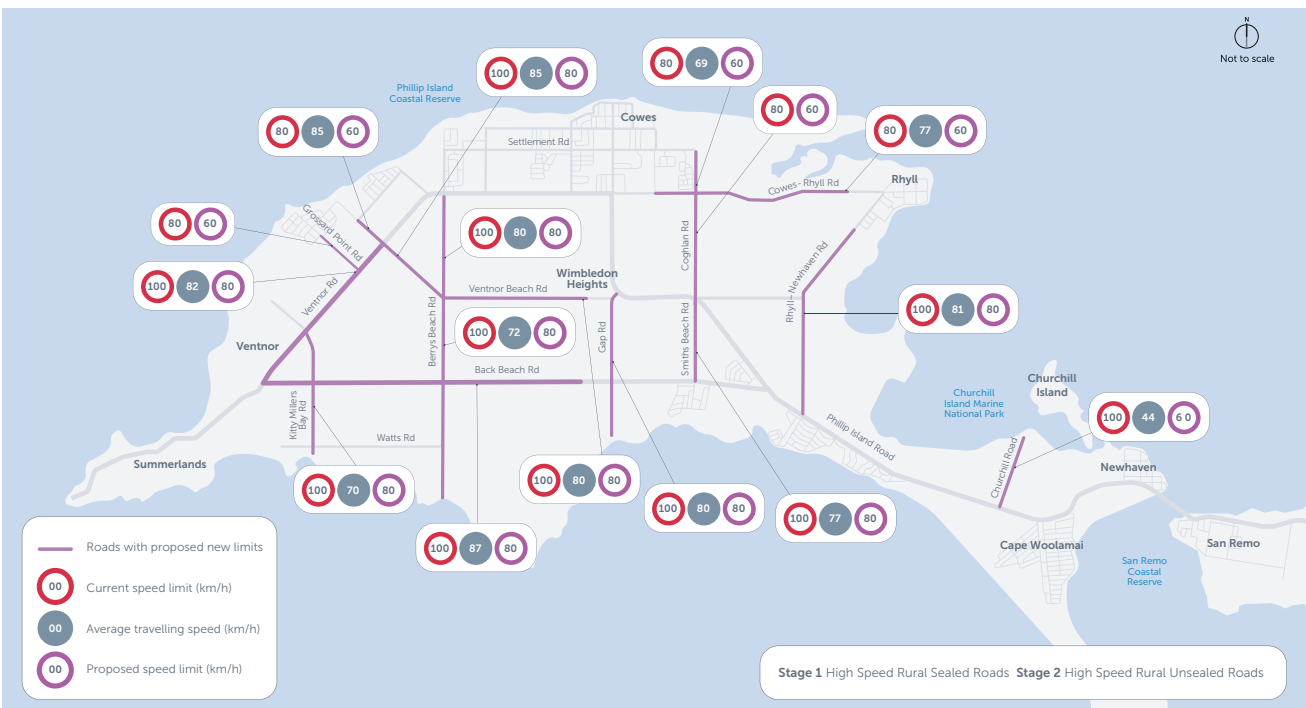 N
Not to scale
100 85 80
80 69 60
Phillip Island
Coastal Reserve
80 60
80 85 60
Cowes
80 77 60
Settlement Rd
Cowes - Rhyll Rd
Rhyll
80 60
Grossard Point Rd
100 80 80
Coghlan Rd
Rhyll–Newhaven Rd
100 82 80
Ventnor Rd
Wimbledon
Heights
Ventnor Beach Rd
100 81 80
Berrys Beach Rd
100 72 80
Gap Rd
Smiths Beach Rd
Ventnor
Back Beach Rd
Churchill
Island
Churchill
Island Marine
National Park
Kitty Millers
Bay Rd
100 44 6 0
Watts Rd
Phillip Island Road
Churchill Road
Summerlands
Newhaven
100 70 80
100 80 80
100 80 80
100 77 80
100 87 80
Cape Woolamai
San Remo
San Remo
Coastal
Reserve
Roads with proposed new limits
00 Current speed limit (km/h)
00 Average travelling speed (km/h)
00 Proposed speed limit (km/h)
Stage 1 High Speed Rural Sealed Roads Stage 2 High Speed Rural Unsealed Roads